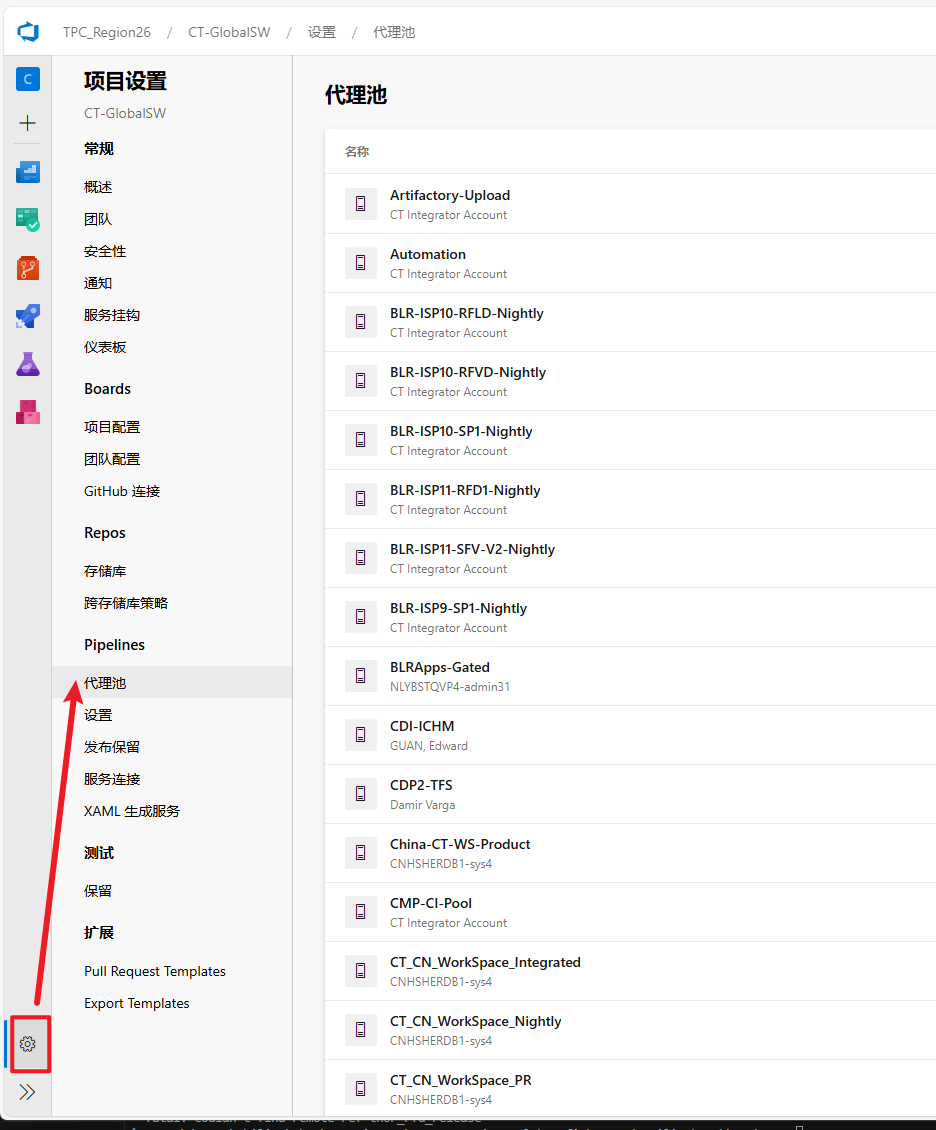 TPC_Region26 / CT-GlobalSW / 设置 / 代理池
C
项目设置
CT-GlobalSW
常规
概述
团队
安全性
通知
服务挂钩
仪表板
Boards
项目配置
团队配置
GitHub 连接
Repos
存储库
跨存储库策略
Pipelines
代理池
设置
发布保留
服务连接
XAML 生成服务
测试
保留
扩展
Pull Request Templates
Export Templates
代理池
名称
Artifactory-Upload
CT Integrator Account
Automation
CT Integrator Account
BLR-ISP10-RFLD-Nightly
CT Integrator Account
BLR-ISP10-RFVD-Nightly
CT Integrator Account
BLR-ISP10-SP1-Nightly
CT Integrator Account
BLR-ISP11-RFD1-Nightly
CT Integrator Account
BLR-ISP11-SFV-V2-Nightly
CT Integrator Account
BLR-ISP9-SP1-Nightly
CT Integrator Account
BLRApps-Gated
NLYBSTQVP4-admin31
CDI-ICHM
GUAN, Edward
CDP2-TFS
Damir Varga
China-CT-WS-Product
CNHSHERDB1-sys4
CMP-CI-Pool
CT Integrator Account
CT_CN_WorkSpace_Integrated
CNHSHERDB1-sys4
CT_CN_WorkSpace_Nightly
CNHSHERDB1-sys4
CT_CN_WorkSpace_PR
CNHSHERDB1-sys4